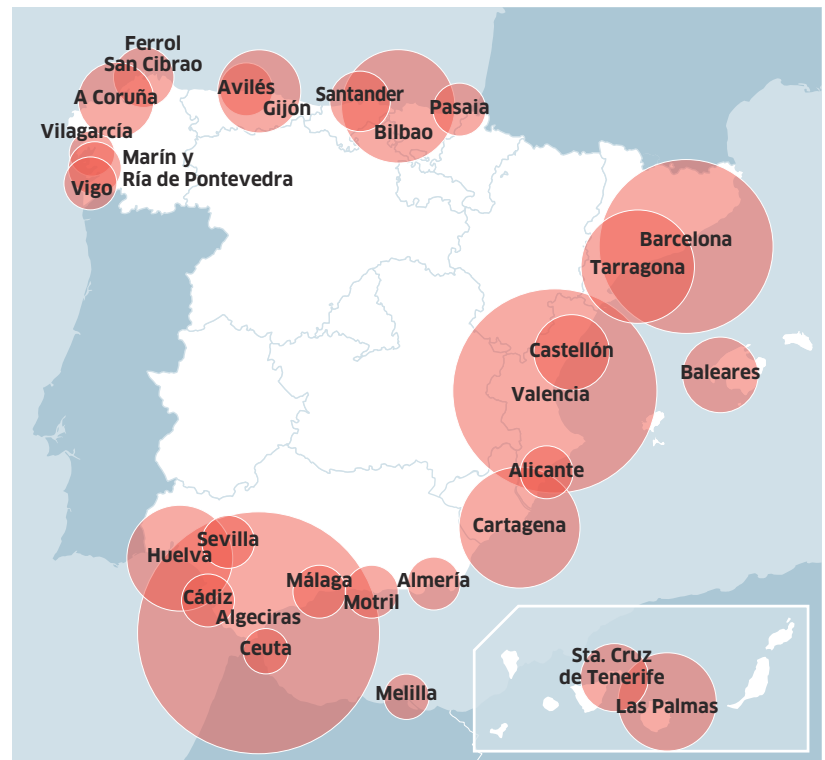 Ferrol
San Cibrao
A Coruña
Avilés
Gijón
Santander
Bilbao
Pasaia
Vilagarcía
Marín y
Ría de Pontevedra
Vigo
Barcelona
Tarragona
Castellón
Valencia
Baleares
Alicante
Cartagena
Sevilla
Huelva
Málaga
Almería
Cádiz
Motril
Algeciras
Ceuta
Melilla
Sta. Cruz
de Tenerife
Las Palmas